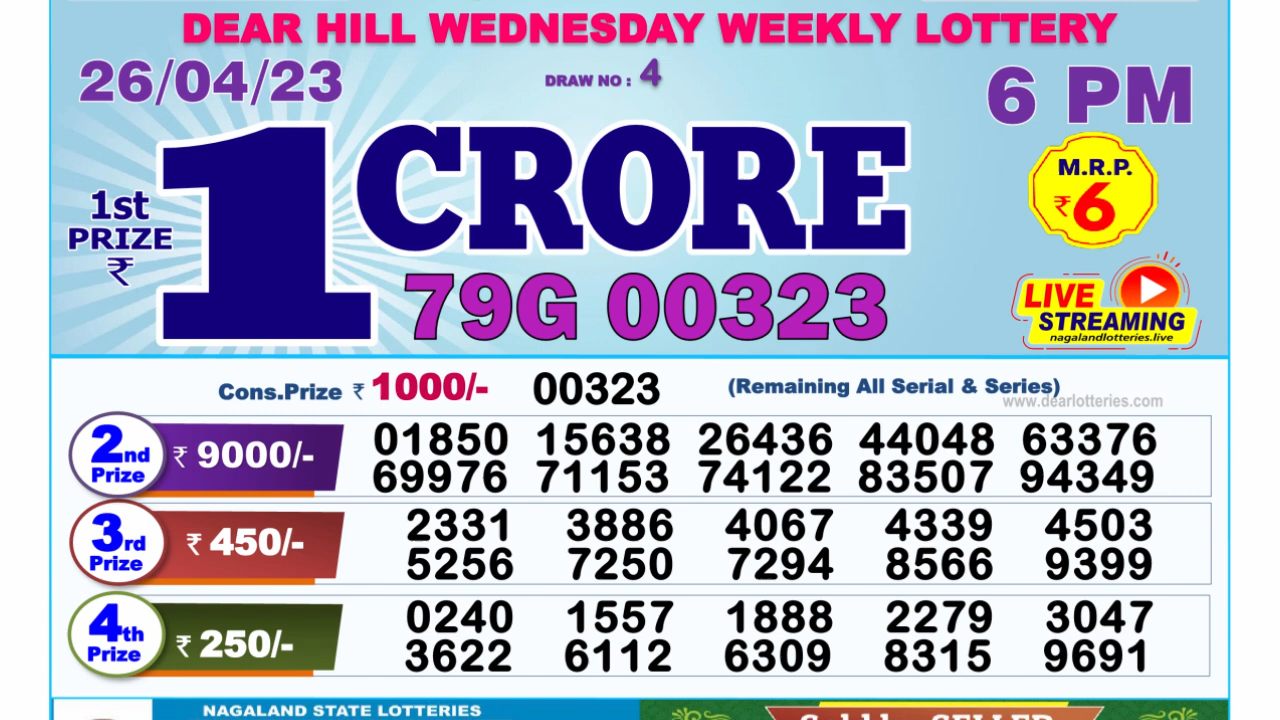 DEAR HILL WEDNESDAY WEEKLY LOTTERY
26/04/23
DRAW NO : 4
6 PM
1st
PRIZE
₹
1 CRORE
79G 00323
M.R.P.
₹6
LIVE
STREAMING
nagalandlotteries.live
Cons.Prize ₹ 1000/- 00323 (Remaining All Serial & Series)
www.dearlotteries.com
2nd
Prize
₹ 9000/-
01850 15638 26436 44048 63376
69976 71153 74122 83507 94349
3rd
Prize
₹ 450/-
2331 3886 4067 4339 4503
5256 7250 7294 8566 9399
4th
Prize
₹ 250/-
0240 1557 1888 2279 3047
3622 6112 6309 8315 9691
NAGALAND STATE LOTTERIES
SELLER